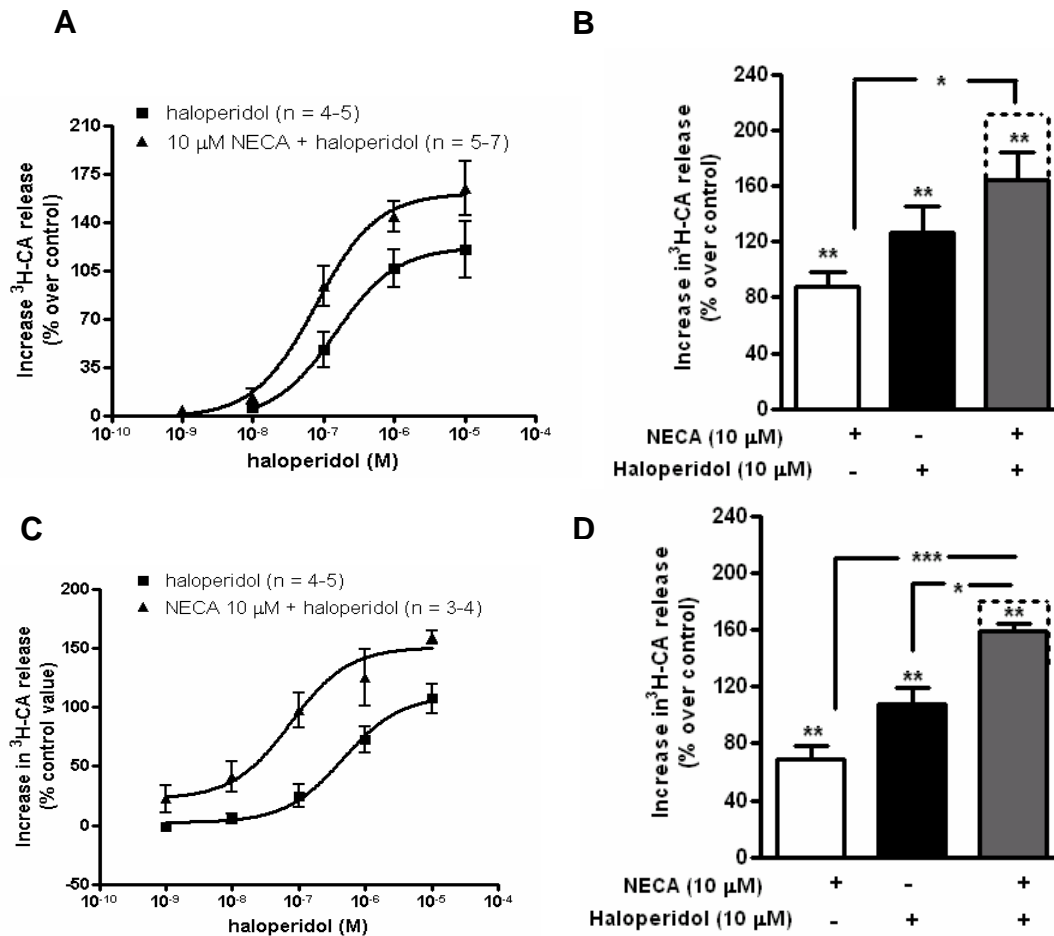 A
haloperidol (n = 4-5)
10 μM NECA + haloperidol (n = 5-7)
Increase ³H-CA release
(% over control)
210
175
140
105
70
35
0
10⁻¹⁰ 10⁻⁹ 10⁻⁸ 10⁻⁷ 10⁻⁶ 10⁻⁵ 10⁻⁴
haloperidol (M)
B
Increase in ³H-CA release
(% over control)
240
200
160
120
80
40
0
*
**
**
**
NECA (10 μM) + - +
Haloperidol (10 μM) - + +
C
haloperidol (n = 4-5)
NECA 10 μM + haloperidol (n = 3-4)
Increase in ³H-CA release
(% control value)
200
150
100
50
0
-50
10⁻¹⁰ 10⁻⁹ 10⁻⁸ 10⁻⁷ 10⁻⁶ 10⁻⁵ 10⁻⁴
haloperidol (M)
D
Increase in ³H-CA release
(% over control)
240
200
160
120
80
40
0
***
*
**
**
**
NECA (10 μM) + - +
Haloperidol (10 μM) - + +